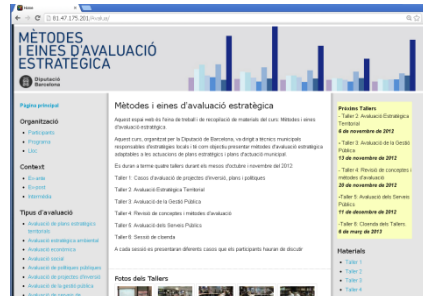 Inici
81.47.175.201
MÈTODES
I EINES D'AVALUACIÓ
ESTRATÈGICA
Diputació
Barcelona
Pàgina principal
Organització
Participants
Programa
Lloc
Context
Ex-ante
Ex-post
Intermèdia
Tipus d'avaluació
Avaluació de plans estratègics
territorials
Avaluació estratègica ambiental
Avaluació econòmica
Avaluació social
Avaluació de polítiques públiques
Avaluació de projectes d'inversió
Avaluació de la gestió pública
Avaluació de serveis de
Mètodes i eines d'avaluació estratègica
Aquest espai web és l'eina de treball i de recopilació de materials del curs Mètodes i eines
d'avaluació estratègica.
Aquest curs, organitzat per la Diputació de Barcelona, va dirigit a tècnics municipals
responsables d'estratègies locals i té com objectiu presentar mètodes d'avaluació estratègica
adaptables a les actuacions de plans estratègics i plans d'actuació municipal.
Es duran a terme quatre tallers durant els mesos d'octubre i novembre del 2012
Taller 1. Casos d'avaluació de projectes d'inversió, plans i polítiques
Taller 2. Avaluació Estratègica Territorial
Taller 3. Avaluació de la Gestió Pública
Taller 4. Revisió de conceptes i mètodes d'avaluació
Taller 5. Avaluació dels Serveis Públics
Taller 6. Sessió de cloenda
A cada sessió es presentaran diferents casos que els participants hauran de discutir
Fotos dels Tallers
Pròxims Tallers
- Taller 2. Avaluació Estratègica
Territorial
6 de novembre de 2012
- Taller 3. Avaluació de la Gestió
Pública
13 de novembre de 2012
- Taller 4. Revisió de conceptes i
mètodes d'avaluació
20 de novembre de 2012
-Taller 5. Avaluació dels Serveis
Públics
11 de desembre de 2012
-Taller 6: Cloenda dels Tallers.
6 de març de 2013
Materials
Taller 1
Taller 2
Taller 3
Taller 4